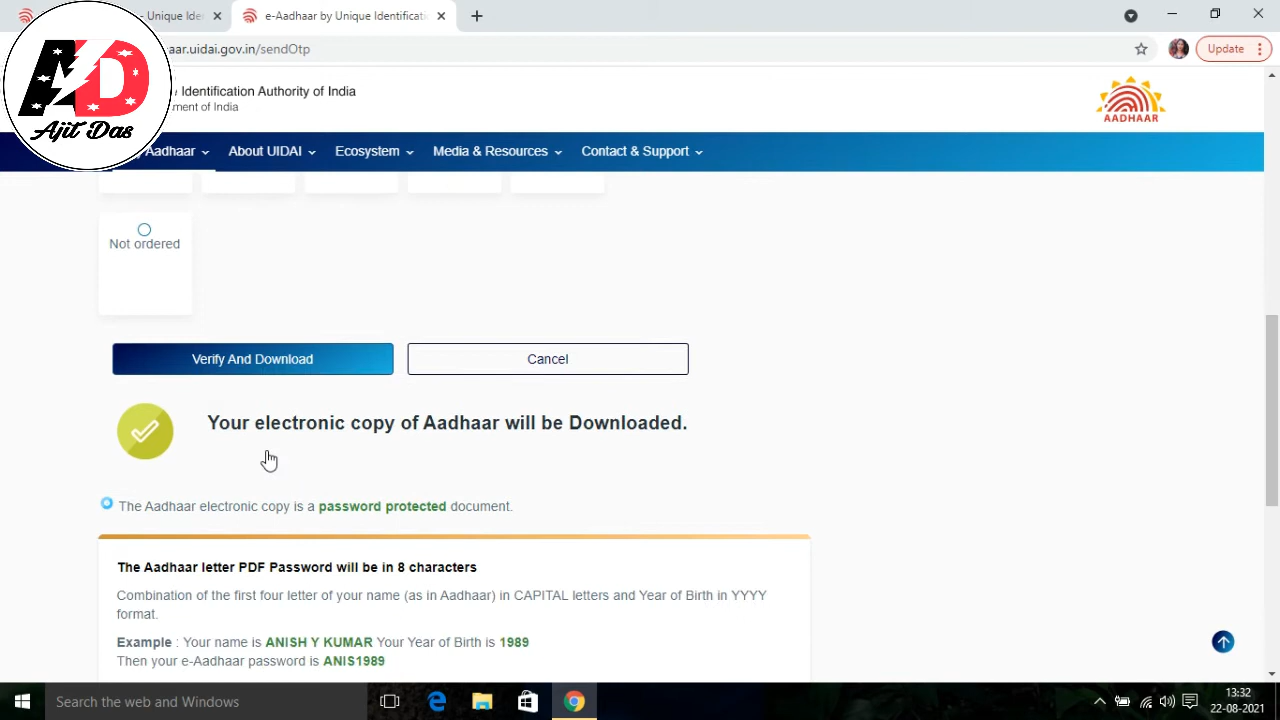 - Unique Ide
e-Aadhaar by Unique Identificati
aar.uidai.gov.in/sendOtp
Update
AD
Ajit Das
Identification Authority of India
ment of India
AADHAAR
Aadhaar
About UIDAI
Ecosystem
Media & Resources
Contact & Support
Not ordered
Verify And Download
Cancel
Your electronic copy of Aadhaar will be Downloaded.
The Aadhaar electronic copy is a password protected document.
The Aadhaar letter PDF Password will be in 8 characters
Combination of the first four letter of your name (as in Aadhaar) in CAPITAL letters and Year of Birth in YYYY
format.
Example : Your name is ANISH Y KUMAR Your Year of Birth is 1989
Then your e-Aadhaar password is ANIS1989
Search the web and Windows
13:32
22-08-2021